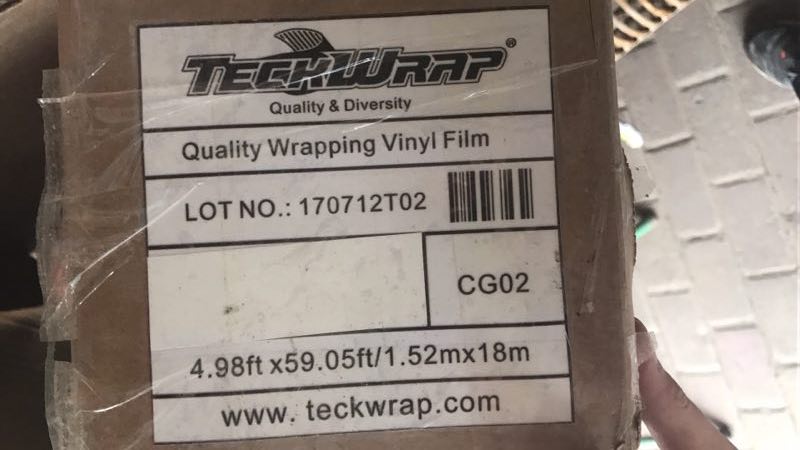 TECKWRAP®
Quality & Diversity
Quality Wrapping Vinyl Film
LOT NO.: 170712T02
CG02
4.98ft x59.05ft/1.52mx18m
www. teckwrap.com